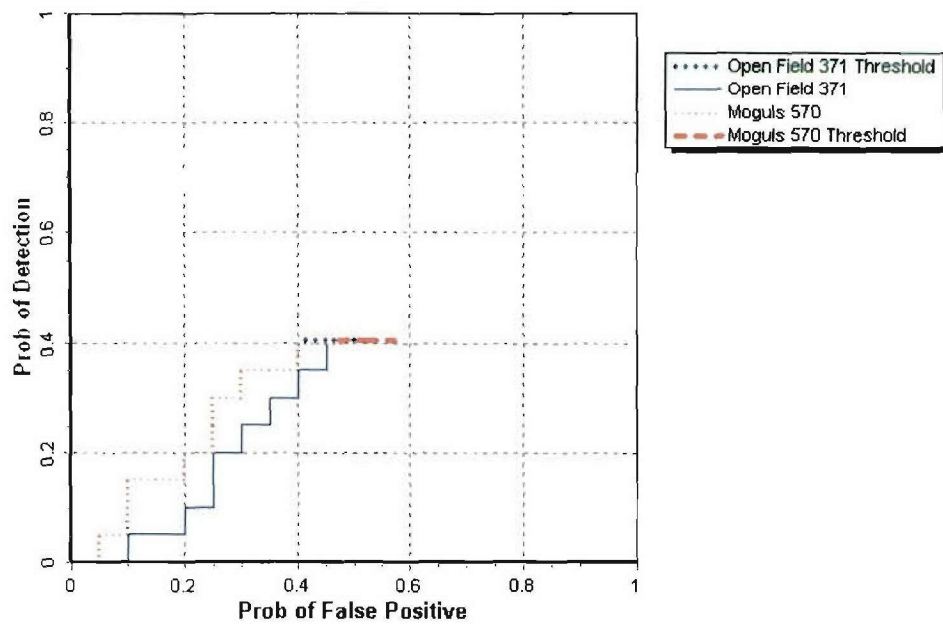 1
0.8
0.6
0.4
0.2
0
Prob of Detection
0
0.2
0.4
0.6
0.8
1
Prob of False Positive
Open Field 371 Threshold
Open Field 371
Moguls 570
Moguls 570 Threshold